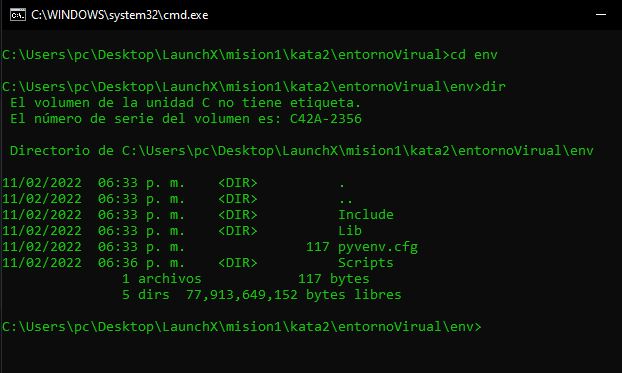 C:\WINDOWS\system32\cmd.exe
C:\Users\pc\Desktop\LaunchX\mision1\kata2\entornoVirual>cd env
C:\Users\pc\Desktop\LaunchX\mision1\kata2\entornoVirual\env>dir
El volumen de la unidad C no tiene etiqueta.
El número de serie del volumen es: C42A-2356
Directorio de C:\Users\pc\Desktop\LaunchX\mision1\kata2\entornoVirual\env
11/02/2022  06:33 p. m.    <DIR>          .
11/02/2022  06:33 p. m.    <DIR>          ..
11/02/2022  06:33 p. m.    <DIR>          Include
11/02/2022  06:33 p. m.    <DIR>          Lib
11/02/2022  06:33 p. m.               117 pyvenv.cfg
11/02/2022  06:36 p. m.    <DIR>          Scripts
1 archivos            117 bytes
5 dirs  77,913,649,152 bytes libres
C:\Users\pc\Desktop\LaunchX\mision1\kata2\entornoVirual\env>